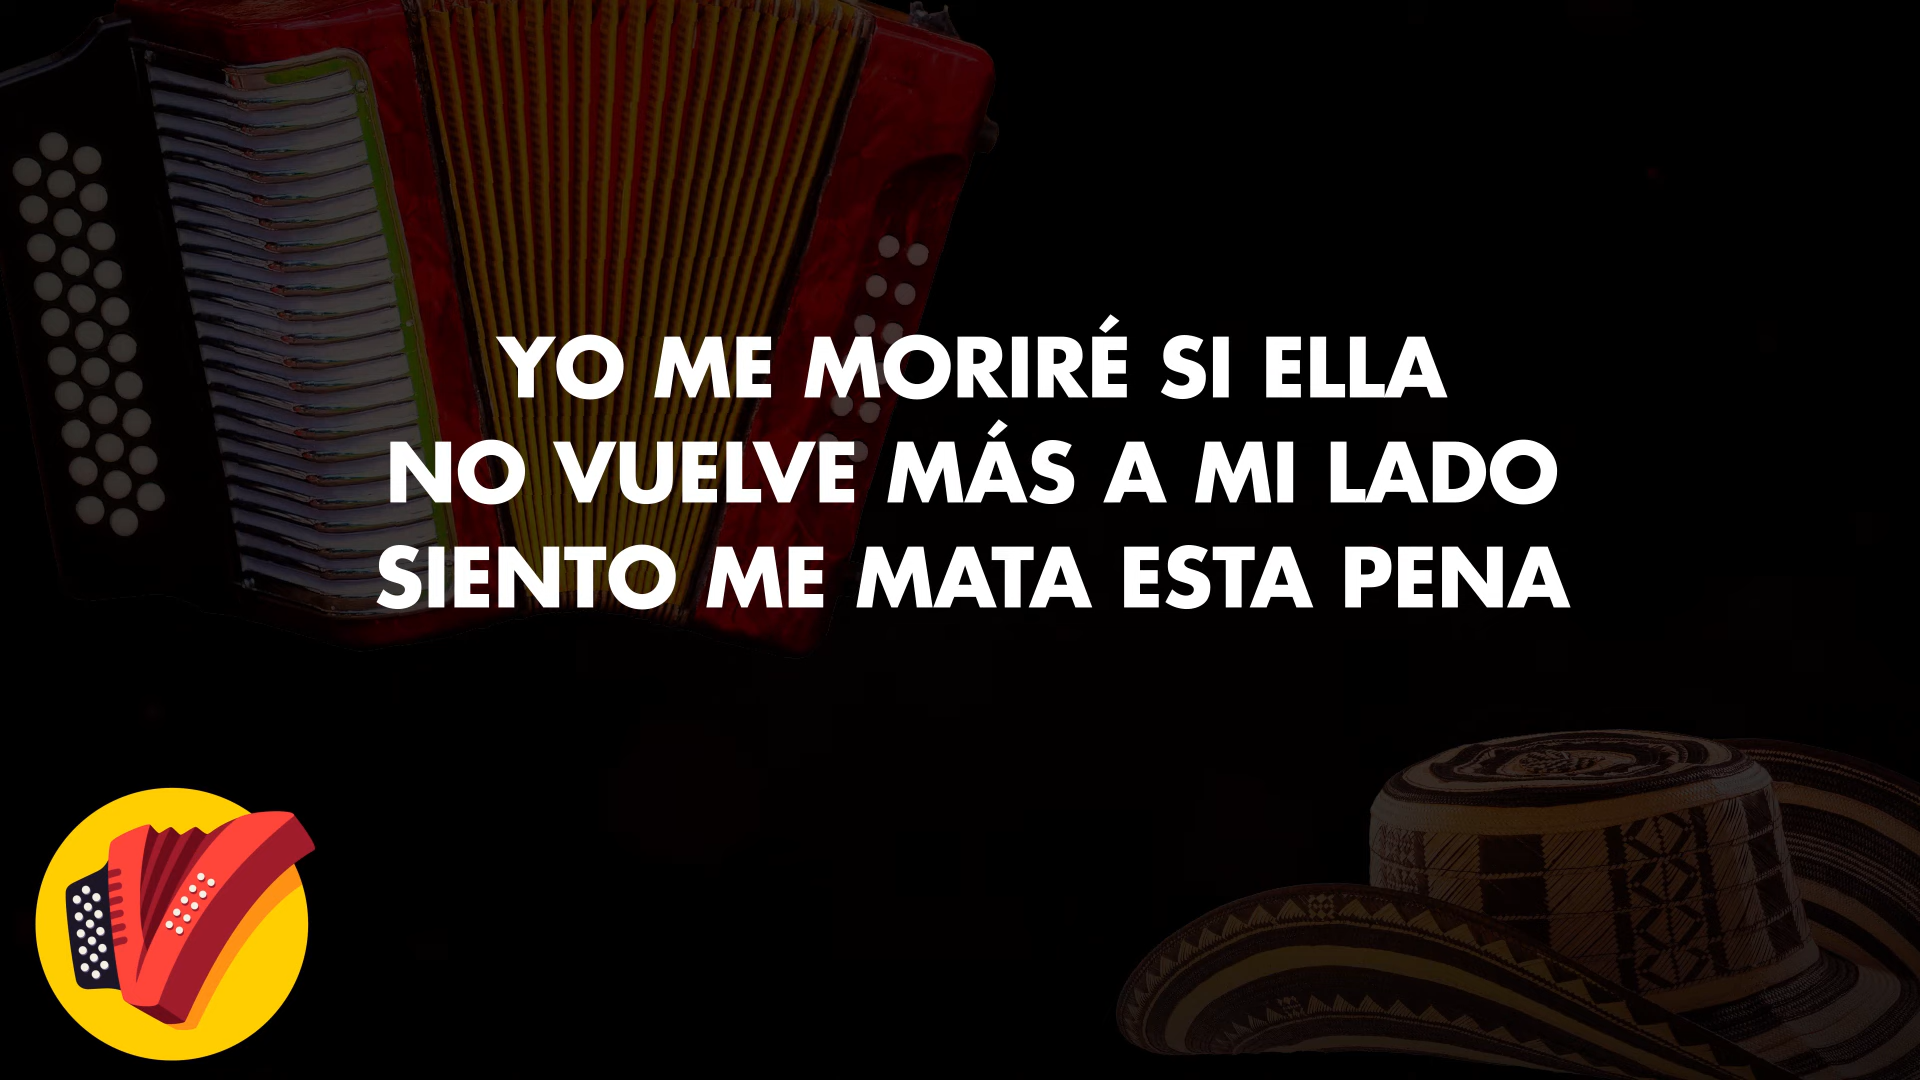 YO ME MORIRÉ SI ELLA
NO VUELVE MÁS A MI LADO
SIENTO ME MATA ESTA PENA